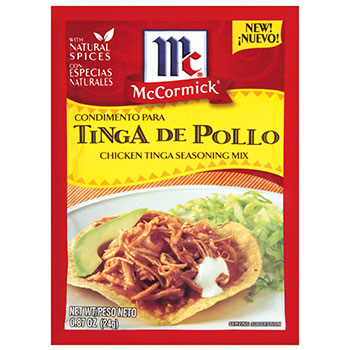 WITH
NATURAL
SPICES
CON
ESPECIAS
NATURALES
NEW!
¡NUEVO!
Mc
McCormick®
CONDIMENTO PARA
TINGA DE POLLO
CHICKEN TINGA SEASONING MIX
NET WT/PESO NETO
0.87 OZ (24g)
SERVING SUGGESTION